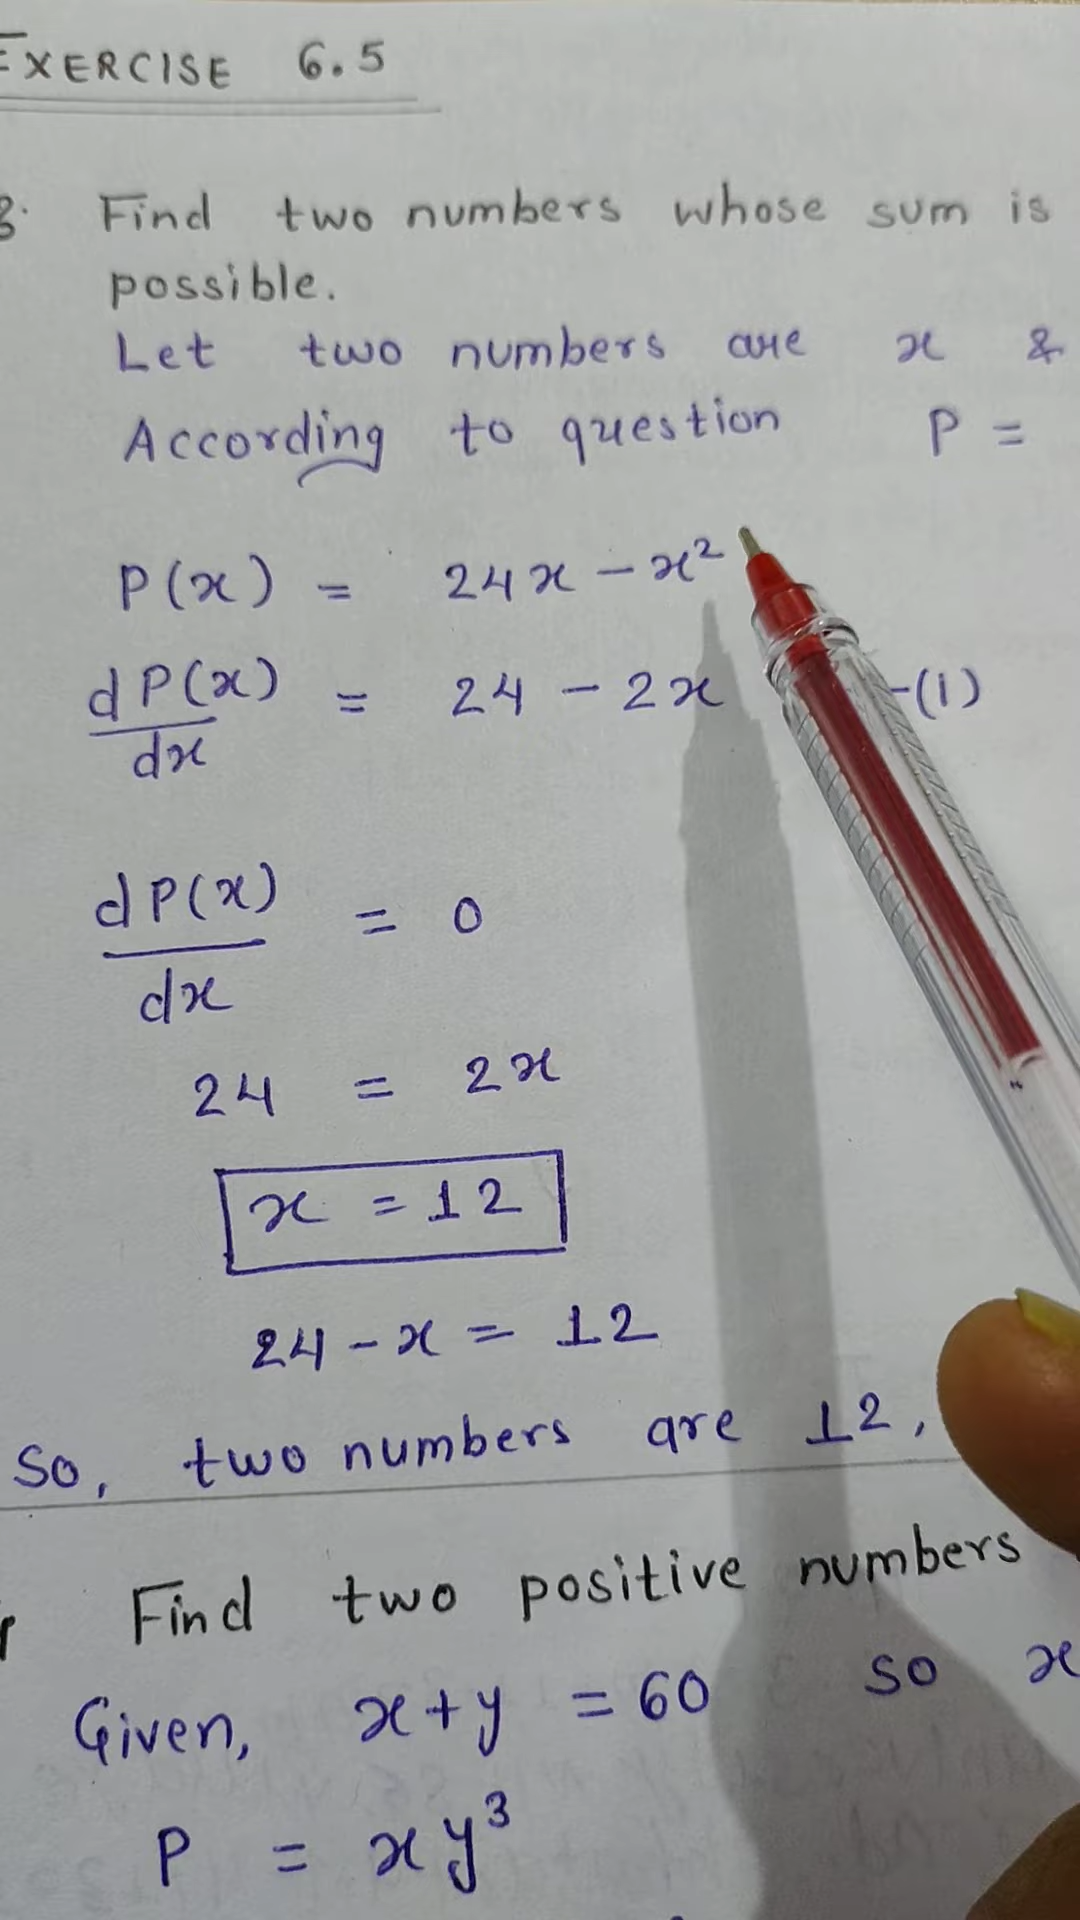 EXERCISE 6.5
Find two numbers whose sum is
possible.
Let two numbers are x &
According to question P =
P(x) = 24x - x²
dP(x)/dx = 24 - 2x -(1)
dP(x)/dx = 0
24 = 2x
x = 12
24 - x = 12
So, two numbers are 12,
Find two positive numbers
Given, x + y = 60 so x
P = xy³